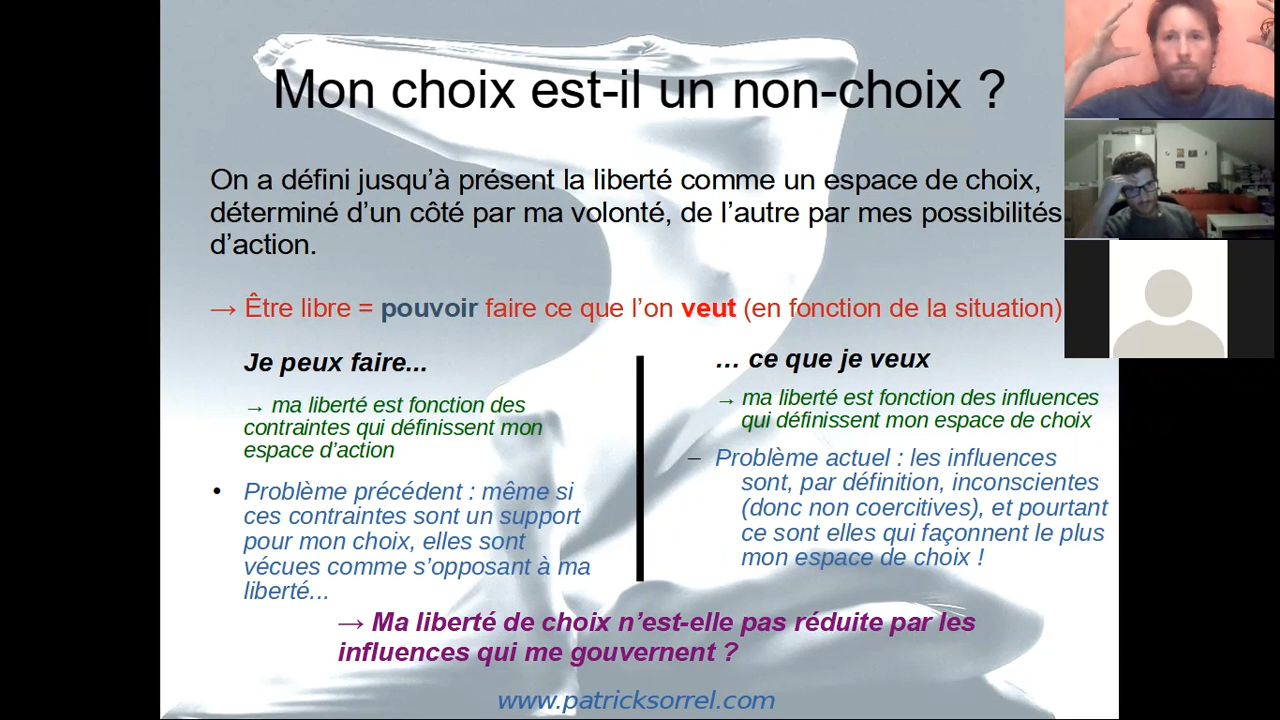 Mon choix est-il un non-choix ?
On a défini jusqu’à présent la liberté comme un espace de choix,
déterminé d’un côté par ma volonté, de l’autre par mes possibilités
d’action.
→ Être libre = pouvoir faire ce que l’on veut (en fonction de la situation)
Je peux faire...
→ ma liberté est fonction des
contraintes qui définissent mon
espace d’action
• Problème précédent : même si
ces contraintes sont un support
pour mon choix, elles sont
vécues comme s’opposant à ma
liberté...
… ce que je veux
→ ma liberté est fonction des influences
qui définissent mon espace de choix
– Problème actuel : les influences
sont, par définition, inconscientes
(donc non coercitives), et pourtant
ce sont elles qui façonnent le plus
mon espace de choix !
→ Ma liberté de choix n’est-elle pas réduite par les
influences qui me gouvernent ?
www.patricksorrel.com